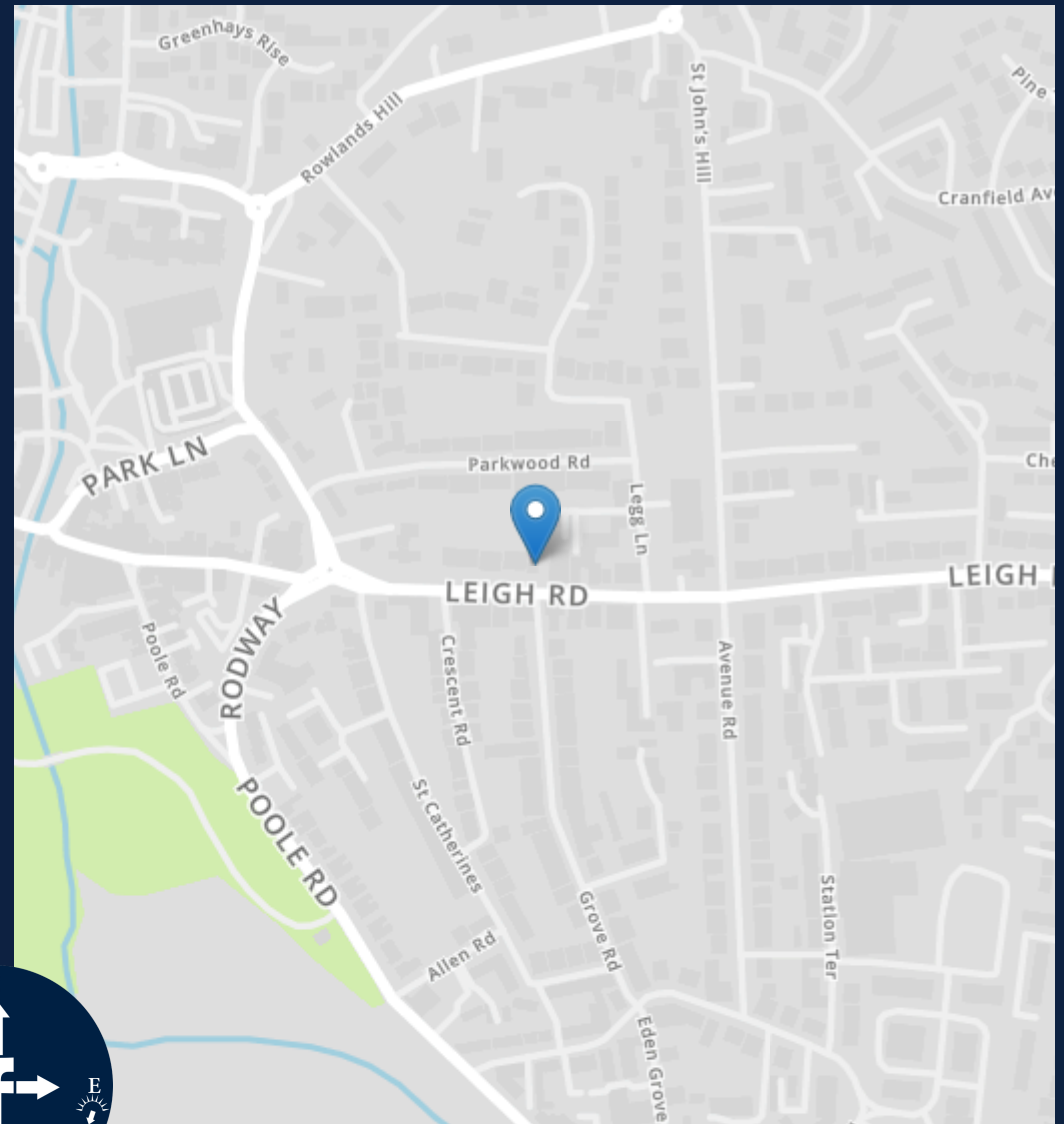 Greenhays Rise
Rowlands Hill
St John's Hill
Pine
Cranfield Av
PARK LN
Parkwood Rd
Legg Ln
Che
LEIGH RD
LEIGH
RODWAY
Poole Rd
Crescent Rd
Avenue Rd
POOLE RD
St Catherines
Grove Rd
Station Ter
Allen Rd
Eden Grove
E